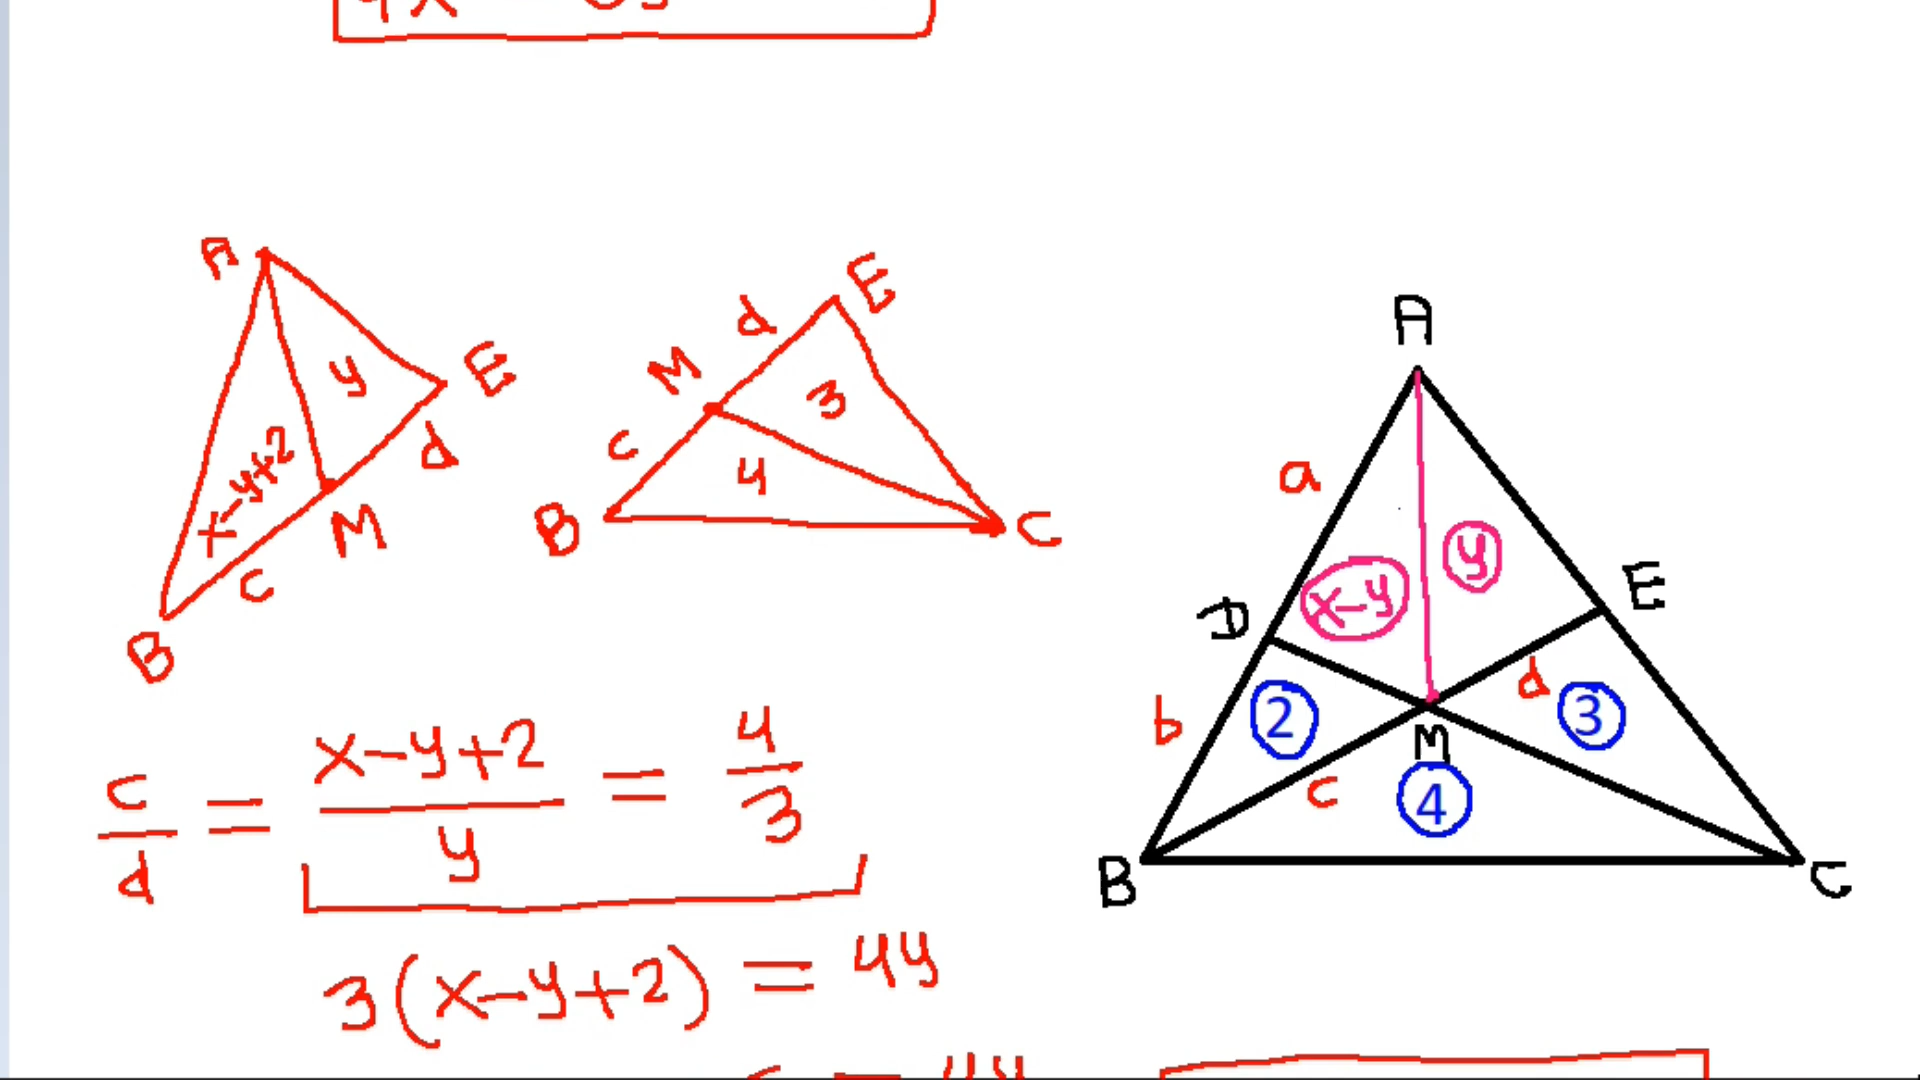 A
y
E
x-y+2
d
M
C
B
E
d
M
3
C
4
B
C
A
a
y
x-y
E
D
d
b
2
3
M
c
4
B
C
c/d = x-y+2/y = 4/3
3(x-y+2) = 4y